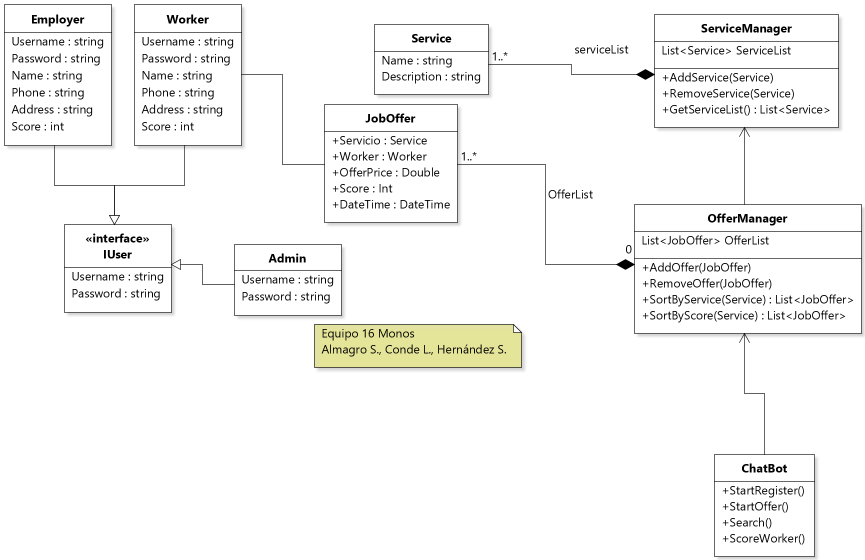 Employer
Username : string
Password : string
Name : string
Phone : string
Address : string
Score : int
Worker
Username : string
Password : string
Name : string
Phone : string
Address : string
Score : int
Service
Name : string
Description : string
1..*
serviceList
ServiceManager
List<Service> ServiceList
+AddService(Service)
+RemoveService(Service)
+GetServiceList() : List<Service>
JobOffer
+Servicio : Service
+Worker : Worker
+OfferPrice : Double
+Score : Int
+DateTime : DateTime
1..*
OfferList
0
OfferManager
List<JobOffer> OfferList
+AddOffer(JobOffer)
+RemoveOffer(JobOffer)
+SortByService(Service) : List<JobOffer>
+SortByScore(Service) : List<JobOffer>
«interface»
IUser
Username : string
Password : string
Admin
Username : string
Password : string
Equipo 16 Monos
Almagro S., Conde L., Hernández S.
ChatBot
+StartRegister()
+StartOffer()
+Search()
+ScoreWorker()